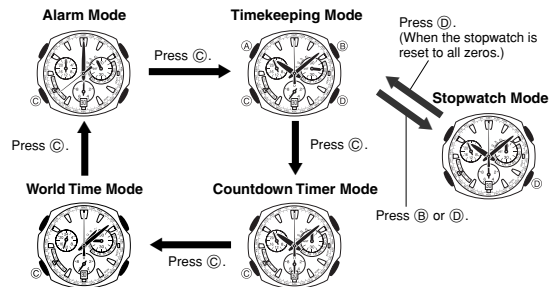 Alarm Mode
Timekeeping Mode
Press Ⓓ.
(When the stopwatch is
reset to all zeros.)
Press Ⓒ.
Ⓐ
Ⓑ
Ⓒ
Ⓒ
Ⓓ
Stopwatch Mode
Press Ⓒ.
Press Ⓒ.
Ⓓ
World Time Mode
Countdown Timer Mode
Press Ⓑ or Ⓓ.
Press Ⓒ.
Ⓒ
Ⓒ